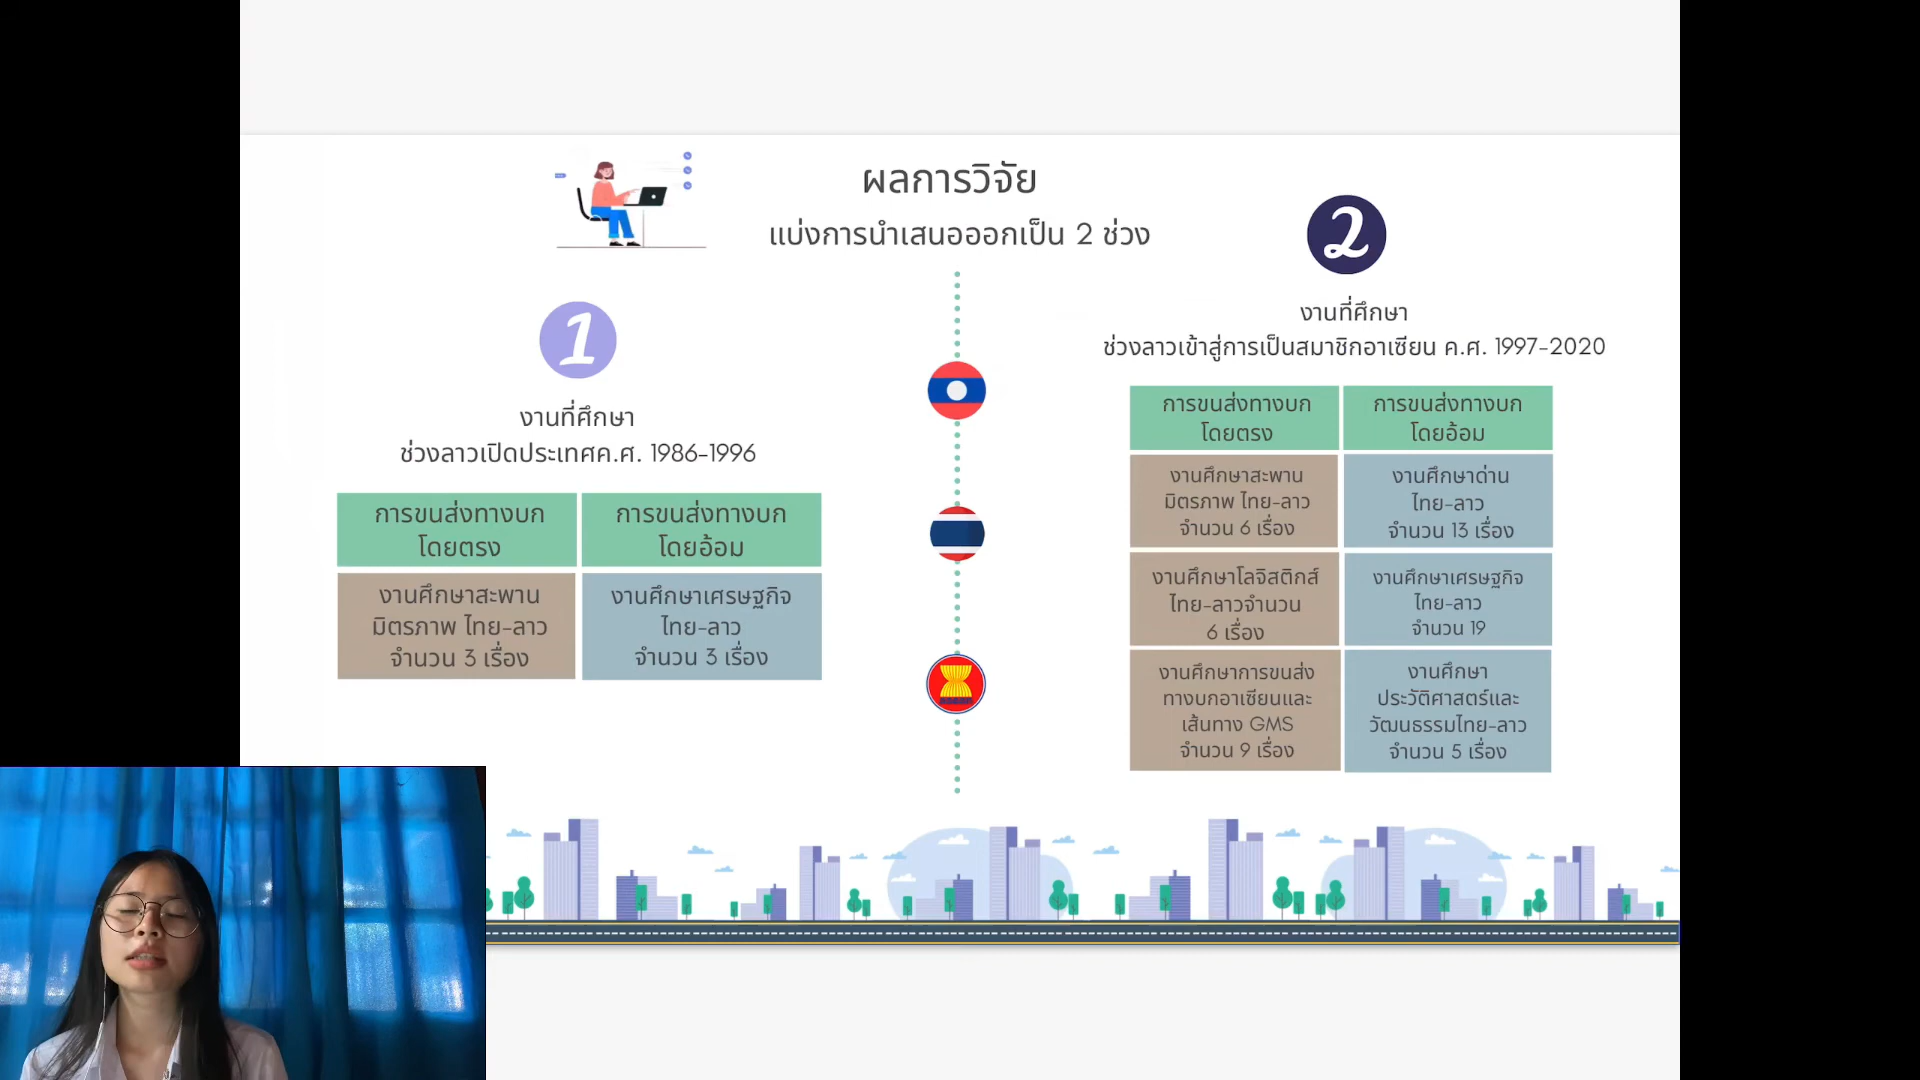 ผลการวิจัย
แบ่งการนำเสนอออกเป็น 2 ช่วง
1
งานที่ศึกษา
ช่วงลาวเปิดประเทศค.ศ. 1986-1996
การขนส่งทางบก
โดยตรง
การขนส่งทางบก
โดยอ้อม
งานศึกษาสะพาน
มิตรภาพ ไทย-ลาว
จำนวน 3 เรื่อง
งานศึกษาเศรษฐกิจ
ไทย-ลาว
จำนวน 3 เรื่อง
2
งานที่ศึกษา
ช่วงลาวเข้าสู่การเป็นสมาชิกอาเซียน ค.ศ. 1997-2020
การขนส่งทางบก
โดยตรง
การขนส่งทางบก
โดยอ้อม
งานศึกษาสะพาน
มิตรภาพ ไทย-ลาว
จำนวน 6 เรื่อง
งานศึกษาด่าน
ไทย-ลาว
จำนวน 13 เรื่อง
งานศึกษาโลจิสติกส์
ไทย-ลาวจำนวน
6 เรื่อง
งานศึกษาเศรษฐกิจ
ไทย-ลาว
จำนวน 19
งานศึกษาการขนส่ง
ทางบกอาเซียนและ
เส้นทาง GMS
จำนวน 9 เรื่อง
งานศึกษา
ประวัติศาสตร์และ
วัฒนธรรมไทย-ลาว
จำนวน 5 เรื่อง